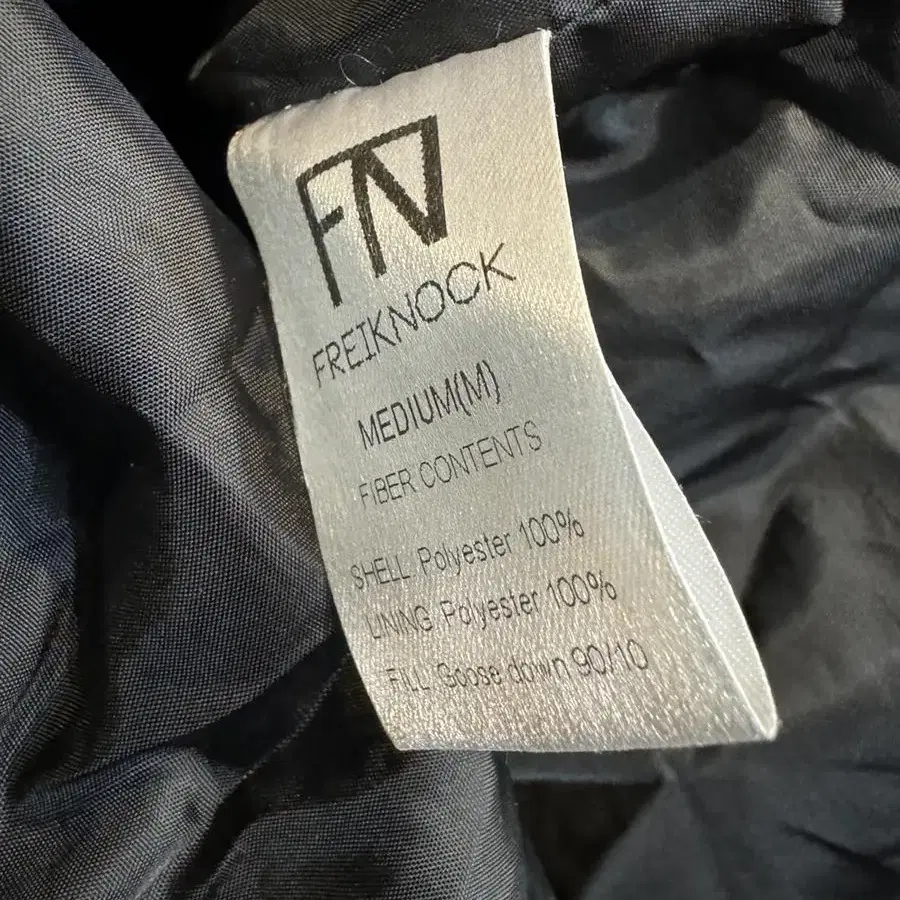 FN
FREIKNOCK
MEDIUM(M)
FIBER CONTENTS
SHELL Polyester 100%
LINING Polyester 100%
FILL Goose down 90/10